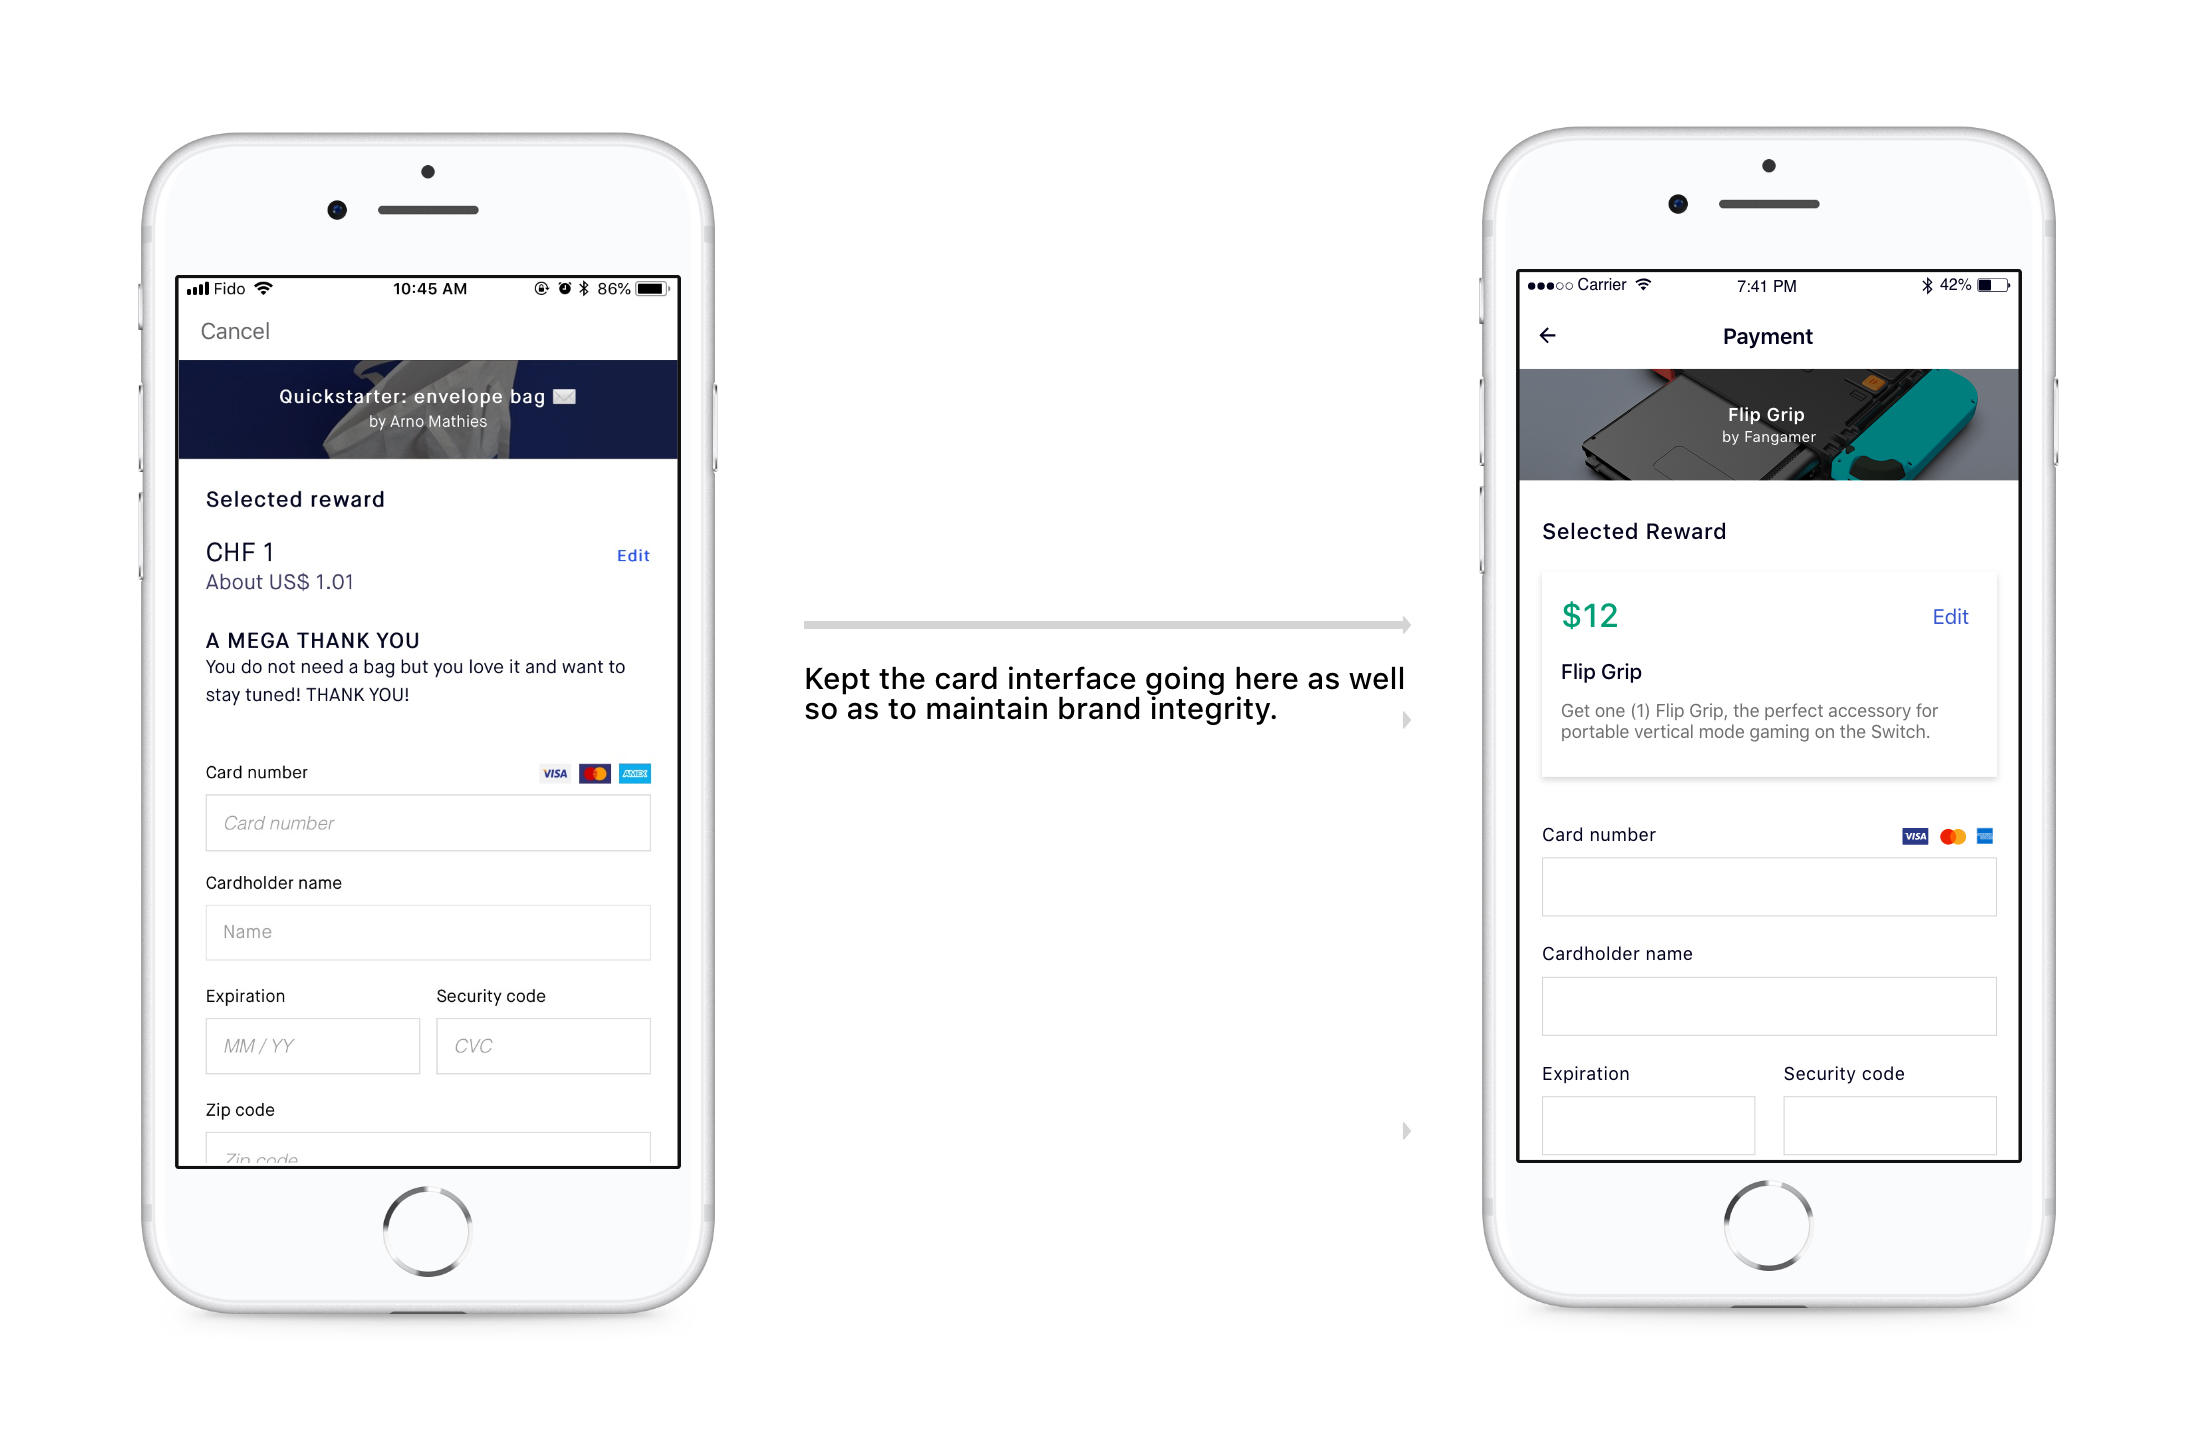 Fido
10:45 AM
86%
Cancel
Quickstarter: envelope bag
by Arno Mathies
Selected reward
CHF 1
Edit
About US$ 1.01
A MEGA THANK YOU
You do not need a bag but you love it and want to
stay tuned! THANK YOU!
Card number
VISA
AMEX
Card number
Cardholder name
Name
Expiration
Security code
MM / YY
CVC
Zip code
Zip code
Kept the card interface going here as well
so as to maintain brand integrity.
Carrier
7:41 PM
42%
Payment
Flip Grip
by Fangamer
Selected Reward
$12
Edit
Flip Grip
Get one (1) Flip Grip, the perfect accessory for
portable vertical mode gaming on the Switch.
Card number
VISA
Cardholder name
Expiration
Security code